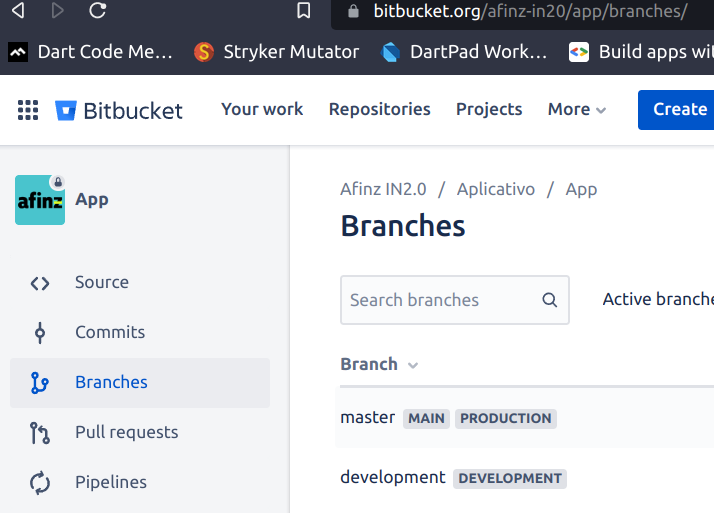 bitbucket.org/afinz-in20/app/branches/
Dart Code Me... Stryker Mutator DartPad Work... Build apps wit
Bitbucket Your work Repositories Projects More Create
afinz App
Afinz IN2.0 / Aplicativo / App
Branches
Source
Search branches Active branche
Commits
Branch
Branches
master MAIN PRODUCTION
Pull requests
development DEVELOPMENT
Pipelines